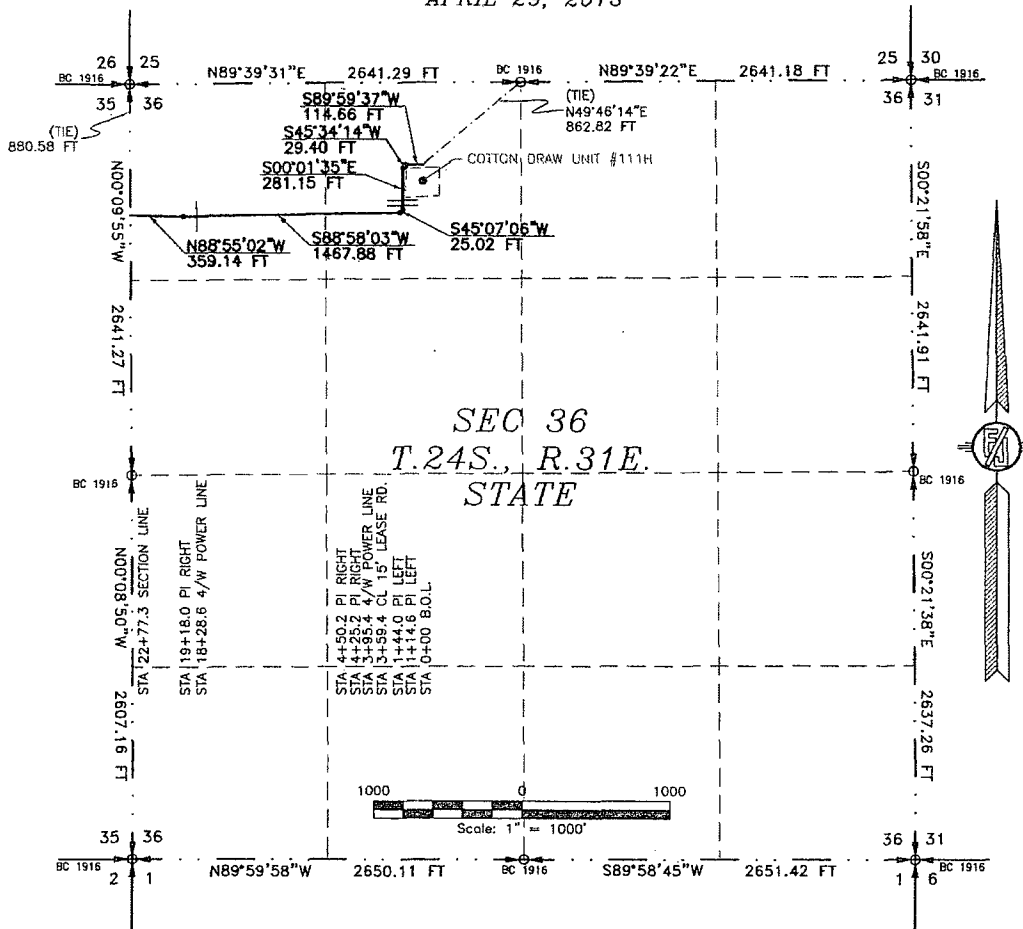 APRIL 25, 2013
26 25
BC 1916
35 36
N89°39'31"E 2641.29 FT
BC 1916
N89°39'22"E 2641.18 FT
25 30
BC 1916
36 31
(TIE)
880.58 FT
S89°59'37"W
114.66 FT
S45°34'14"W
29.40 FT
S00°01'35"E
281.15 FT
(TIE)
N49°46'14"E
862.82 FT
COTTON DRAW UNIT #111H
N88°55'02"W
359.14 FT
S88°58'03"W
1467.88 FT
S45°07'06"W
25.02 FT
N00°09'55"W 2641.27 FT
S00°21'58"E 2641.91 FT
SEC 36
T.24S., R.31E.
STATE
BC 1916
BC 1916
N00°08'50"W 2607.16 FT
STA 22+77.3 SECTION LINE
STA 19+18.0 PI RIGHT
STA 18+28.6 4/W POWER LINE
STA 4+50.2 PI RIGHT
STA 4+25.2 PI RIGHT
STA 3+95.4 4/W POWER LINE
STA 3+59.4 CL 15' LEASE RD.
STA 1+44.0 PI LEFT
STA 1+14.6 PI LEFT
STA 0+00 B.O.L.
S00°21'38"E 2637.26 FT
1000 0 1000
Scale: 1" = 1000'
35 36
BC 1916
2 1
N89°59'58"W 2650.11 FT
BC 1916
S89°58'45"W 2651.42 FT
36 31
BC 1916
1 6